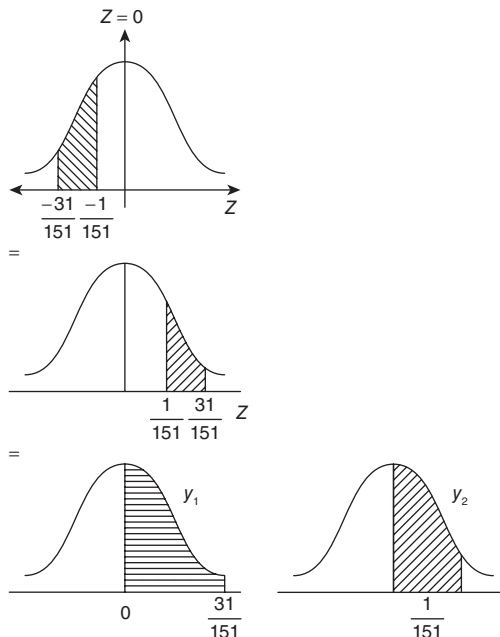 Z = 0
-31/151 -1/151 Z
=
1/151 31/151 Z
=
y₁ y₂
0 31/151 1/151